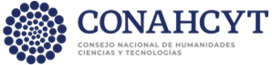 CONAHCYT
CONSEJO NACIONAL DE HUMANIDADES
CIENCIAS Y TECNOLOGÍAS